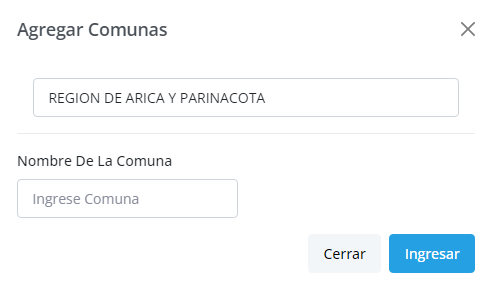 Agregar Comunas
REGION DE ARICA Y PARINACOTA
Nombre De La Comuna
Ingrese Comuna
Cerrar Ingresar